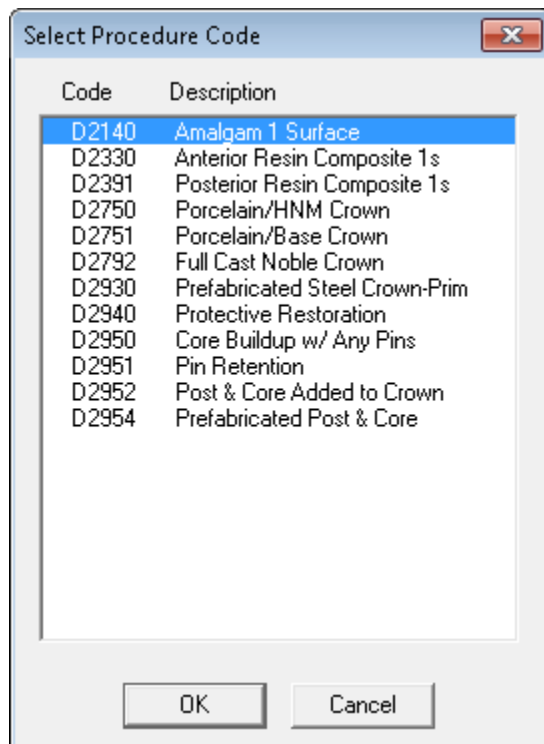 Select Procedure Code
Code Description
D2140 Amalgam 1 Surface
D2330 Anterior Resin Composite 1s
D2391 Posterior Resin Composite 1s
D2750 Porcelain/HNM Crown
D2751 Porcelain/Base Crown
D2792 Full Cast Noble Crown
D2930 Prefabricated Steel Crown-Prim
D2940 Protective Restoration
D2950 Core Buildup w/ Any Pins
D2951 Pin Retention
D2952 Post & Core Added to Crown
D2954 Prefabricated Post & Core
OK Cancel